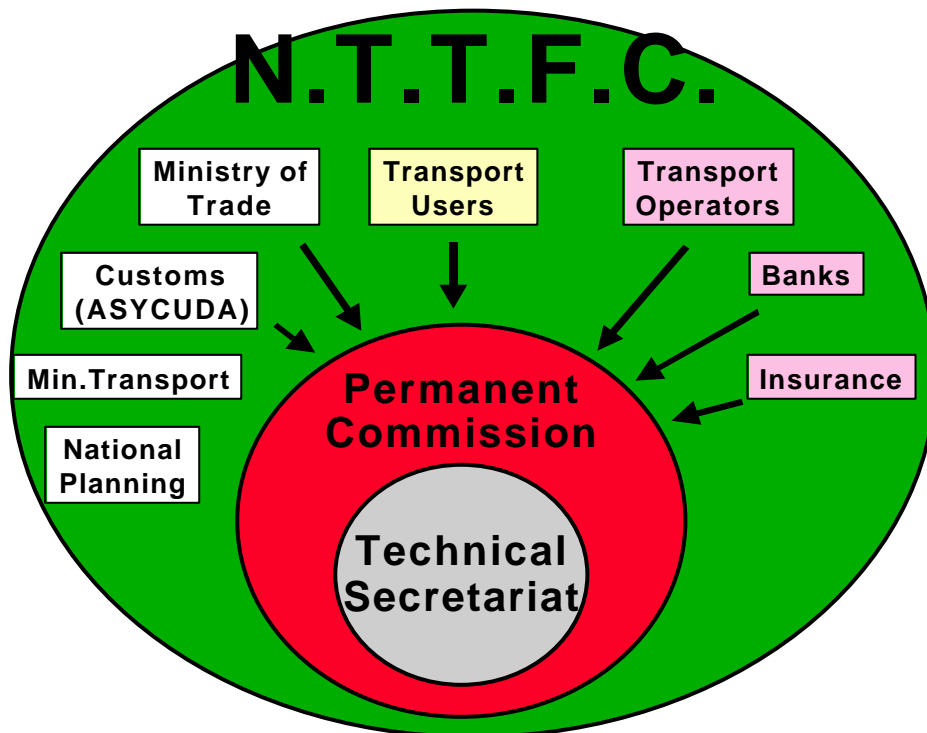 N.T.T.F.C.
Ministry of
Trade
Transport
Users
Transport
Operators
Customs
(ASYCUDA)
Banks
Min.Transport
Insurance
National
Planning
Permanent
Commission
Technical
Secretariat